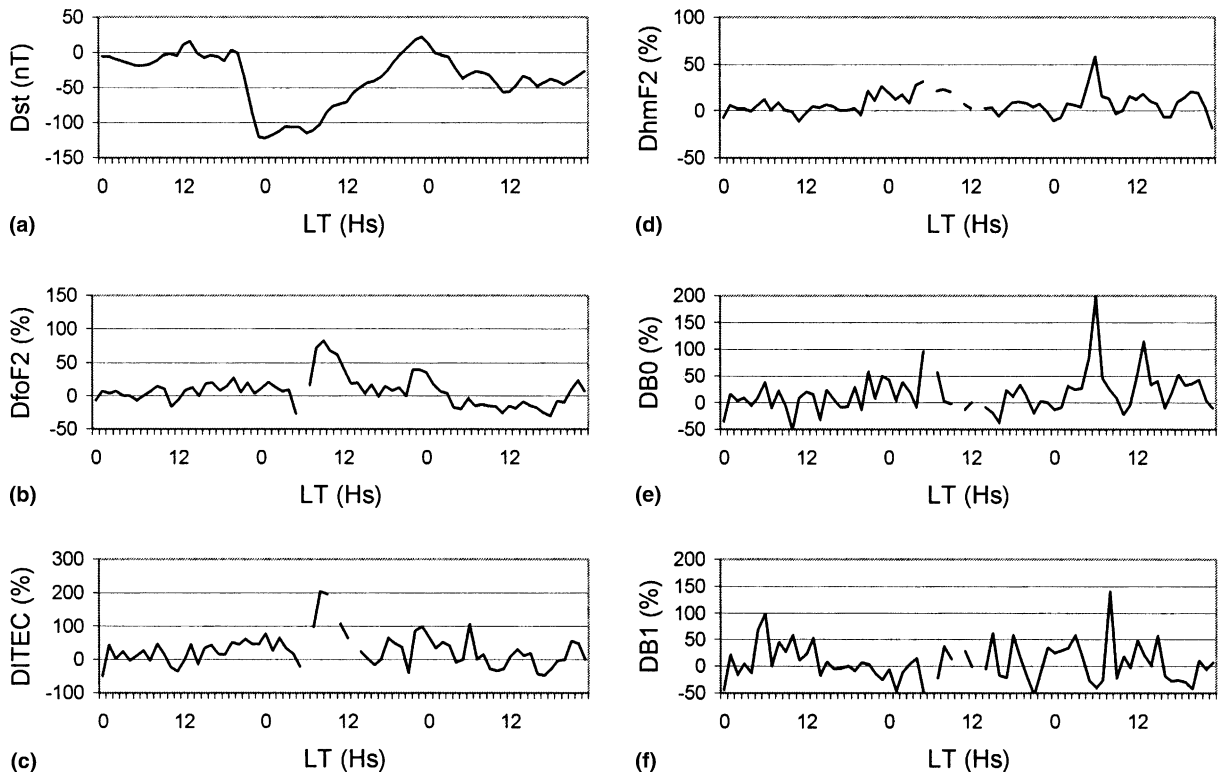 Dst (nT)
50
0
-50
-100
-150
0 12 0 12 0 12
LT (Hs)
(a)
DfoF2 (%)
150
100
50
0
-50
0 12 0 12 0 12
LT (Hs)
(b)
DITEC (%)
300
200
100
0
-100
0 12 0 12 0 12
LT (Hs)
(c)
DhmF2 (%)
100
50
0
-50
0 12 0 12 0 12
LT (Hs)
(d)
DB0 (%)
200
150
100
50
0
-50
0 12 0 12 0 12
LT (Hs)
(e)
DB1 (%)
200
150
100
50
0
-50
0 12 0 12 0 12
LT (Hs)
(f)